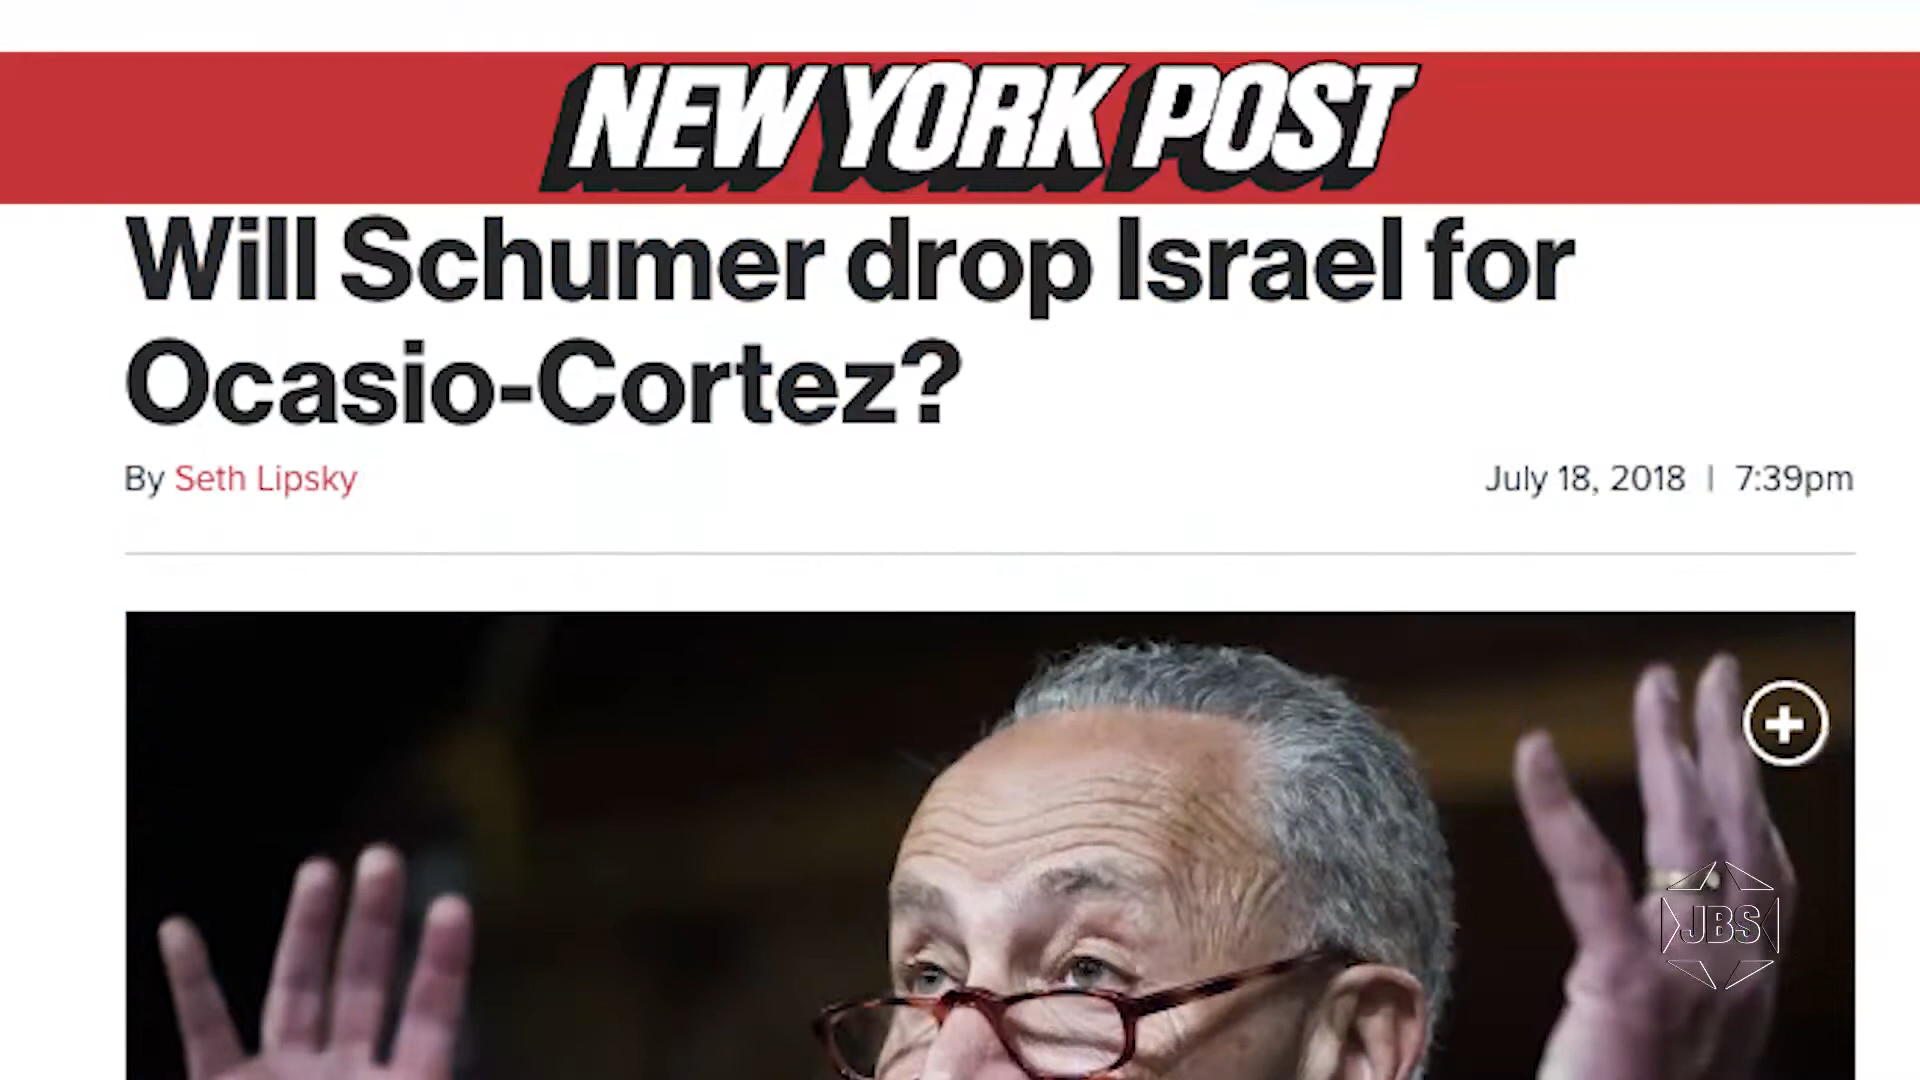 NEW YORK POST
Will Schumer drop Israel for
Ocasio-Cortez?
By Seth Lipsky July 18, 2018 | 7:39pm
JBS